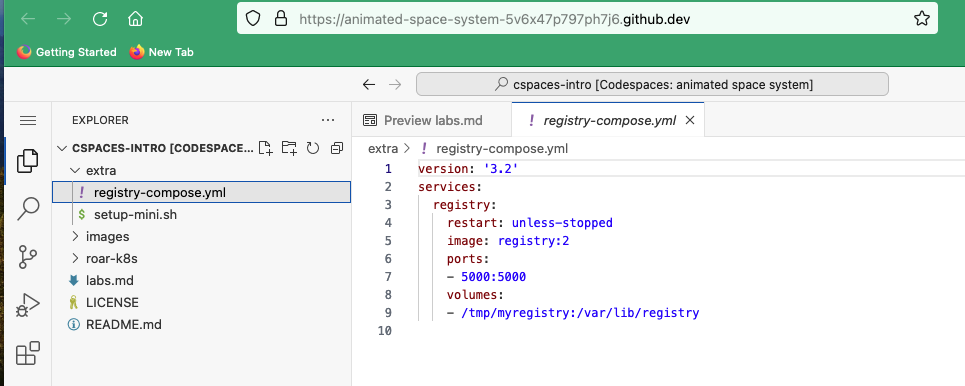 https://animated-space-system-5v6x47p797ph7j6.github.dev
Getting Started New Tab
cspaces-intro [Codespaces: animated space system]
EXPLORER ...
CSPACES-INTRO [CODESPACE...
extra
! registry-compose.yml
$ setup-mini.sh
images
roar-k8s
labs.md
LICENSE
README.md
Preview labs.md ! registry-compose.yml
extra > ! registry-compose.yml
1 version: '3.2'
2 services:
3 registry:
4 restart: unless-stopped
5 image: registry:2
6 ports:
7 - 5000:5000
8 volumes:
9 - /tmp/myregistry:/var/lib/registry
10